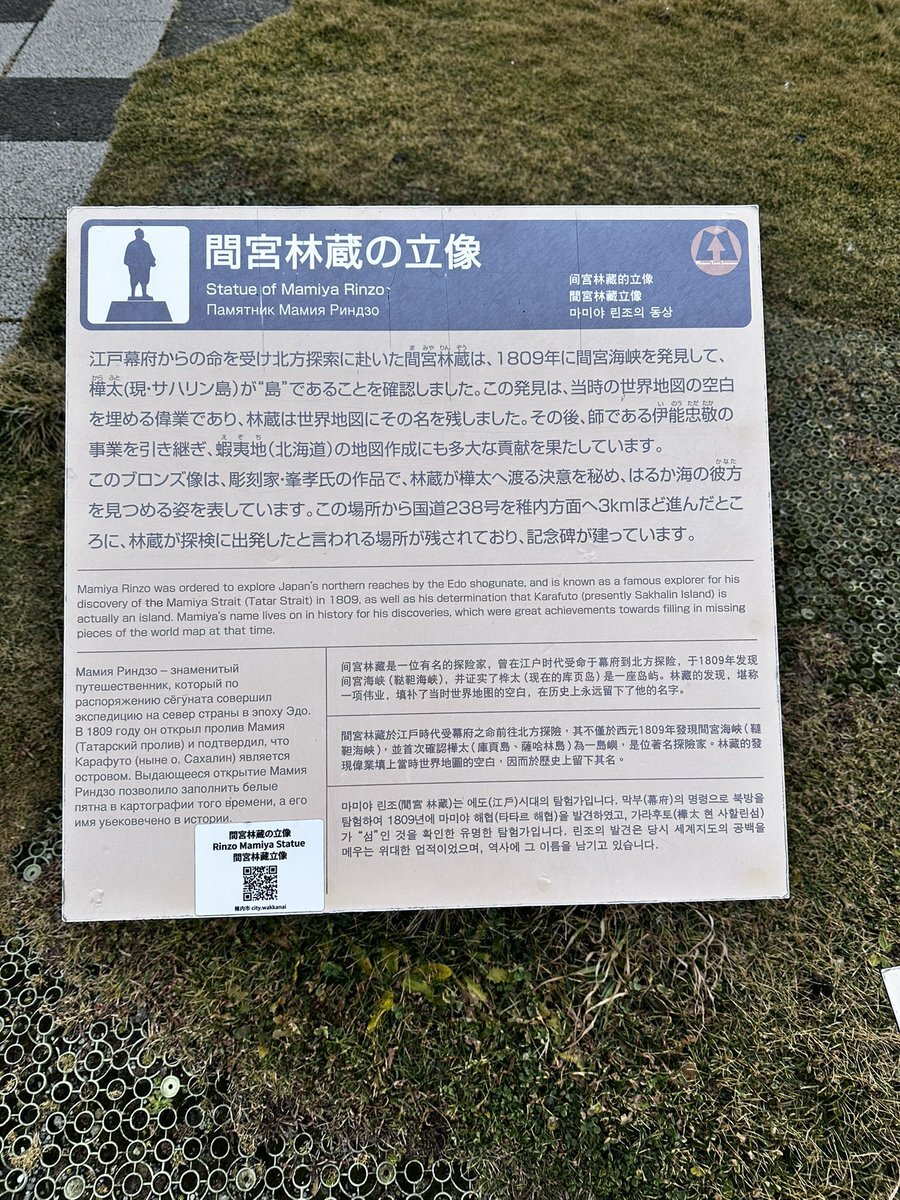 間宮林蔵の立像
Statue of Mamiya Rinzo
Памятник Мамия Риндзо
间宫林藏的立像
間宮林藏立像
마미야 린조의 동상
江戸幕府からの命を受け北方探索に赴いた間宮林蔵は、1809年に間宮海峡を発見して、
樺太(現・サハリン島)が“島”であることを確認しました。この発見は、当時の世界地図の空白
を埋める偉業であり、林蔵は世界地図にその名を残しました。その後、師である伊能忠敬の
事業を引き継ぎ、蝦夷地(北海道)の地図作成にも多大な貢献を果たしています。
このブロンズ像は、彫刻家・峯孝氏の作品で、林蔵が樺太へ渡る決意を秘め、はるか海の彼方
を見つめる姿を表しています。この場所から国道238号を稚内方面へ3kmほど進んだとこ
ろに、林蔵が探検に出発したと言われる場所が残されており、記念碑が建っています。
Mamiya Rinzo was ordered to explore Japan's northern reaches by the Edo shogunate, and is known as a famous explorer for his
discovery of the Mamiya Strait (Tatar Strait) in 1809, as well as his determination that Karafuto (presently Sakhalin Island) is
actually an island. Mamiya's name lives on in history for his discoveries, which were great achievements towards filling in missing
pieces of the world map at that time.
Мамия Риндзо – знаменитый
путешественник, который по
распоряжению сёгуната совершил
экспедицию на север страны в эпоху Эдо.
В 1809 году он открыл пролив Мамия
(Татарский пролив) и подтвердил, что
Карафуто (ныне о. Сахалин) является
островом. Выдающееся открытие Мамия
Риндзо позволило заполнить белые
пятна в картографии того времени, а его
имя увековечено в истории.
间宫林藏是一位有名的探险家，曾在江户时代受命于幕府到北方探险，于1809年发现
间宫海峡（鞑靼海峡），并证实了桦太（现在的库页岛）是一座岛屿。林藏的发现，堪称
一项伟业，填补了当时世界地图的空白，在历史上永远留下了他的名字。
間宮林藏於江戶時代受幕府之命前往北方探險，其不僅於西元1809年發現間宮海峽（韃
靼海峽），並首次確認樺太（庫頁島、薩哈林島）為一島嶼，是位著名探險家。林藏的發
現偉業填上當時世界地圖的空白，因而於歷史上留下其名。
마미야 린조(間宮 林藏)는 에도(江戶)시대의 탐험가입니다. 막부(幕府)의 명령으로 북방을
탐험하여 1809년에 마미야 해협(타타르 해협)을 발견하였고, 가라후토(樺太 현 사할린섬)
가 “섬”인 것을 확인한 유명한 탐험가입니다. 린조의 발견은 당시 세계지도의 공백을
메우는 위대한 업적이었으며, 역사에 그 이름을 남기고 있습니다.
間宮林蔵の立像
Rinzo Mamiya Statue
間宮林藏立像
稚内市 city.wakkanai